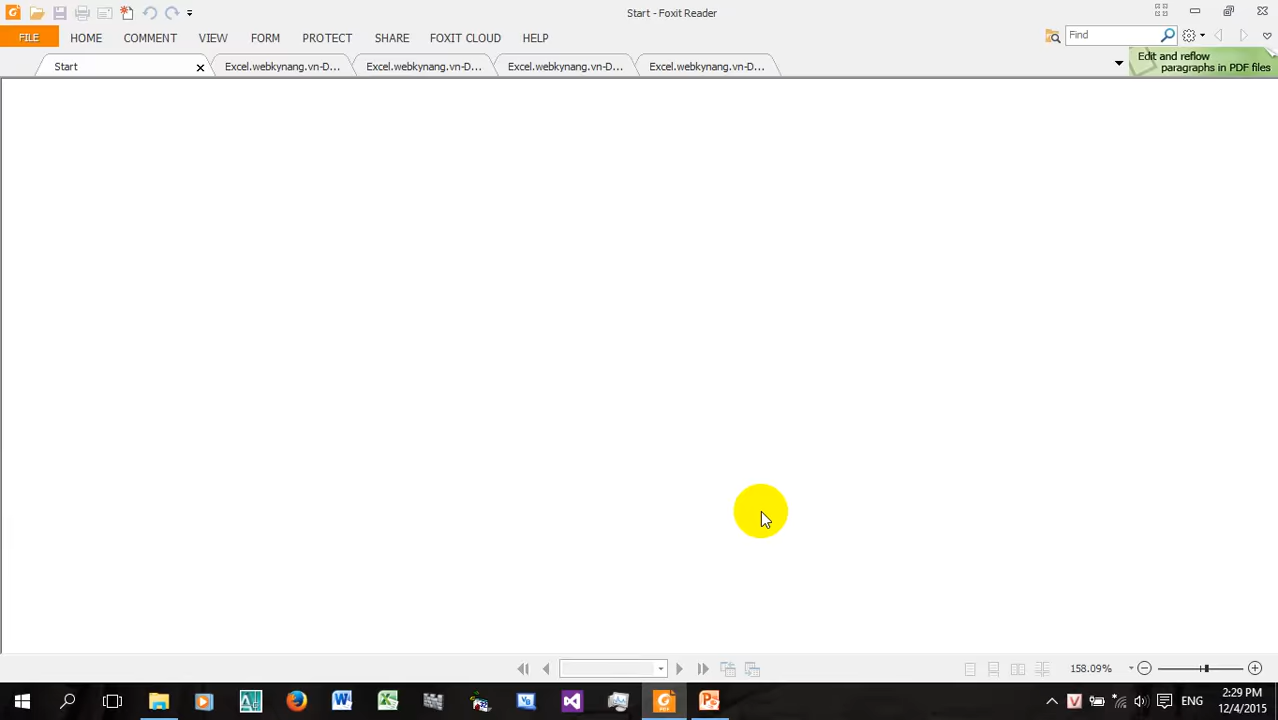 Start - Foxit Reader
FILE HOME COMMENT VIEW FORM PROTECT SHARE FOXIT CLOUD HELP
Find
Start
Excel.webkynang.vn-D...
Excel.webkynang.vn-D...
Excel.webkynang.vn-D...
Excel.webkynang.vn-D...
Edit and reflow
paragraphs in PDF files
158.09%
ENG
2:29 PM
12/4/2015